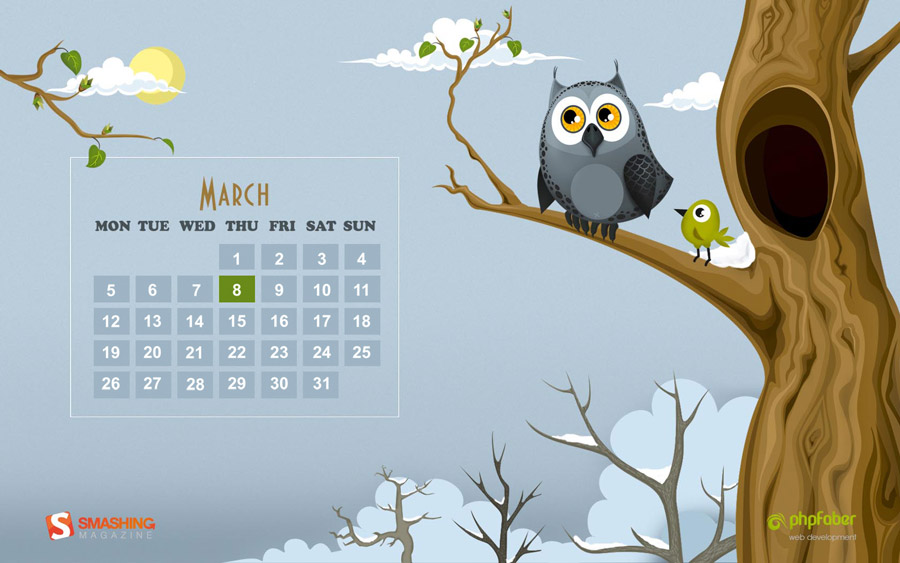 March
MON TUE WED THU FRI SAT SUN
1 2 3 4
5 6 7 8 9 10 11
12 13 14 15 16 17 18
19 20 21 22 23 24 25
26 27 28 29 30 31
S SMASHING
MAGAZINE
phpFaber
web development